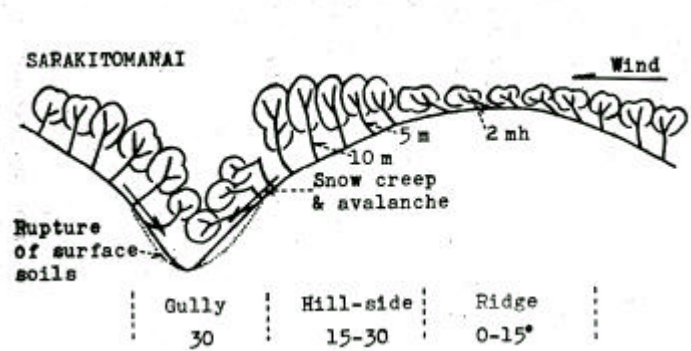 SARAKITOMANAI
Wind
5 m
2 mh
10 m
Snow creep
& avalanche
Rupture
of surface
soils
Gully Hill-side Ridge
30 15-30 0-15°